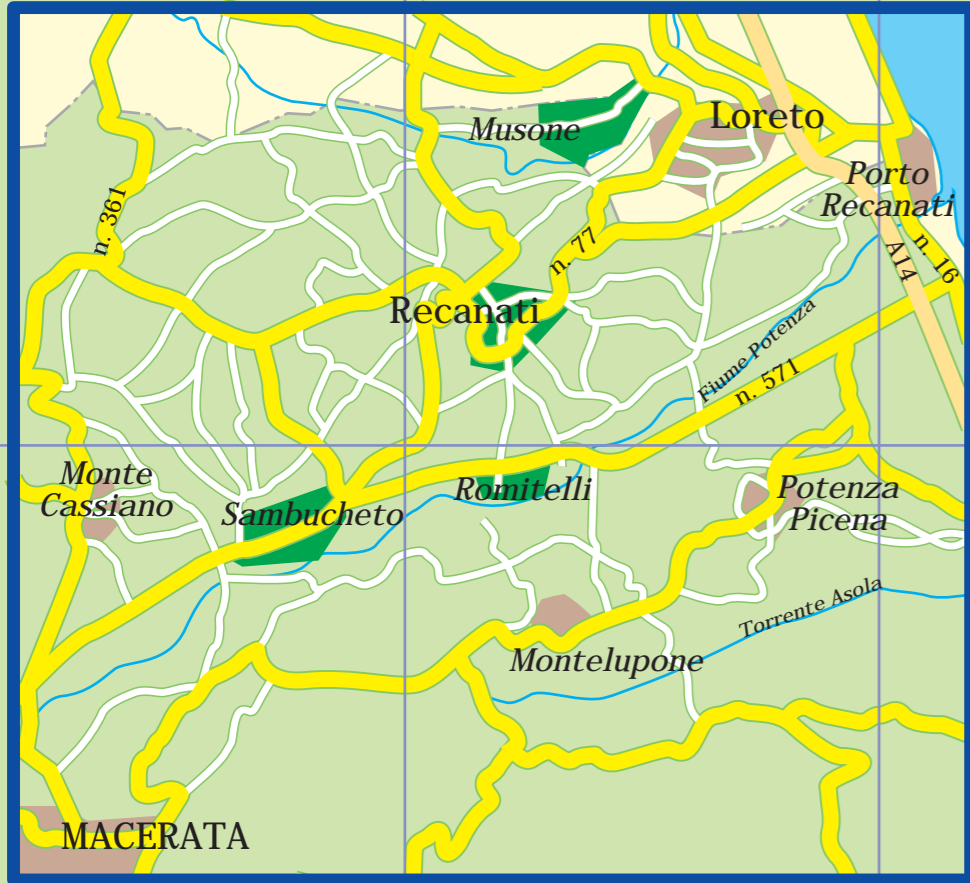 Loreto
Musone
Porto
Recanati
n. 361
n. 77
n. 16
A14
Recanati
Fiume Potenza
n. 571
Monte
Cassiano
Sambucheto
Romitelli
Potenza
Picena
Torrente Asola
Montelupone
MACERATA